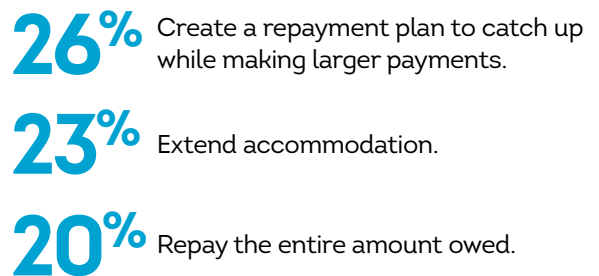 26% Create a repayment plan to catch up
while making larger payments.
23% Extend accommodation.
20% Repay the entire amount owed.